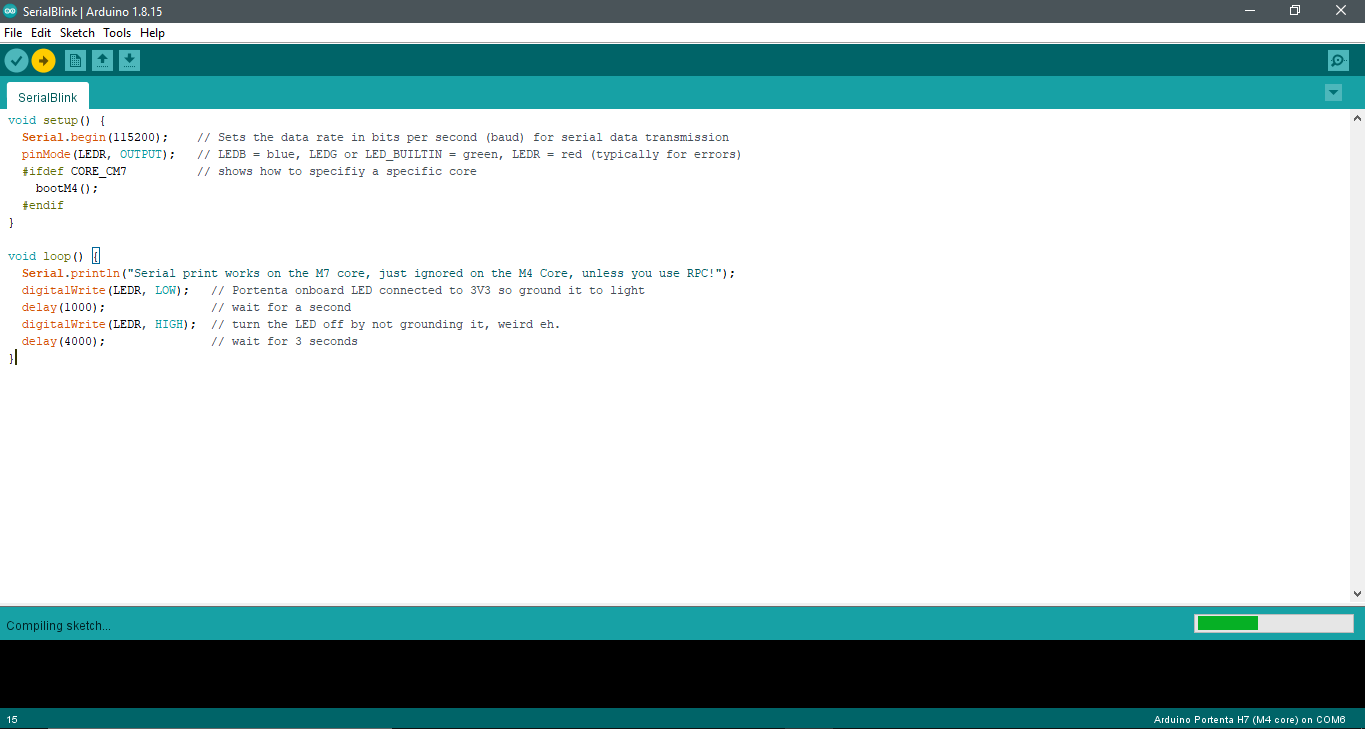 SerialBlink | Arduino 1.8.15
File Edit Sketch Tools Help
SerialBlink
void setup() {
  Serial.begin(115200);    // Sets the data rate in bits per second (baud) for serial data transmission
  pinMode(LEDR, OUTPUT);   // LEDB = blue, LEDG or LED_BUILTIN = green, LEDR = red (typically for errors)
  #ifdef CORE_CM7          // shows how to specifiy a specific core
    bootM4();
  #endif
}
void loop() {
  Serial.println("Serial print works on the M7 core, just ignored on the M4 Core, unless you use RPC!");
  digitalWrite(LEDR, LOW);   // Portenta onboard LED connected to 3V3 so ground it to light
  delay(1000);               // wait for a second
  digitalWrite(LEDR, HIGH);  // turn the LED off by not grounding it, weird eh.
  delay(4000);               // wait for 3 seconds
}
Compiling sketch...
15 Arduino Portenta H7 (M4 core) on COM6